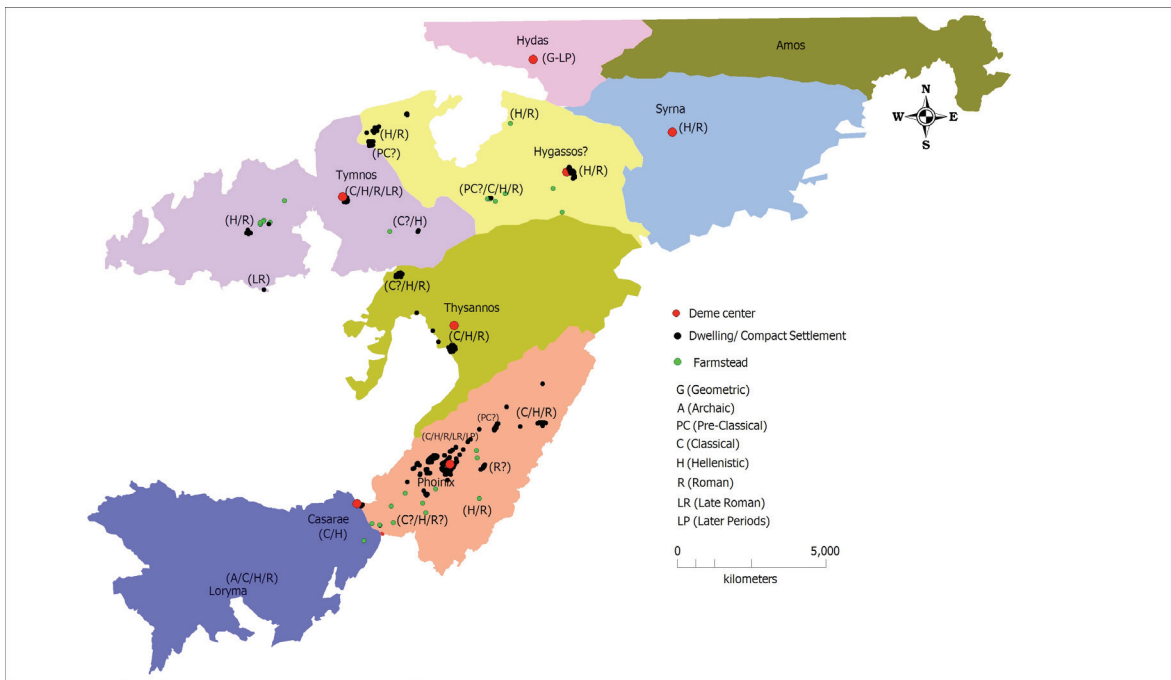 Hydas
(G-LP)
Amos
N
W E
S
Syrna
(H/R)
(H/R)
(H/R)
(PC?)
Hygassos?
(H/R)
Tymnos
(C/H/R/LR)
(PC?/C/H/R)
(H/R)
(C?/H)
(LR)
(C?/H/R)
Thysannos
(C/H/R)
(PC?)
(C/H/R)
(C/H/R/LR/LP)
(R?)
Phoinix
(H/R)
(C?/H/R?)
Casarae
(C/H)
(A/C/H/R)
Loryma
Deme center
Dwelling/ Compact Settlement
Farmstead
G (Geometric)
A (Archaic)
PC (Pre-Classical)
C (Classical)
H (Hellenistic)
R (Roman)
LR (Late Roman)
LP (Later Periods)
0 5,000
kilometers